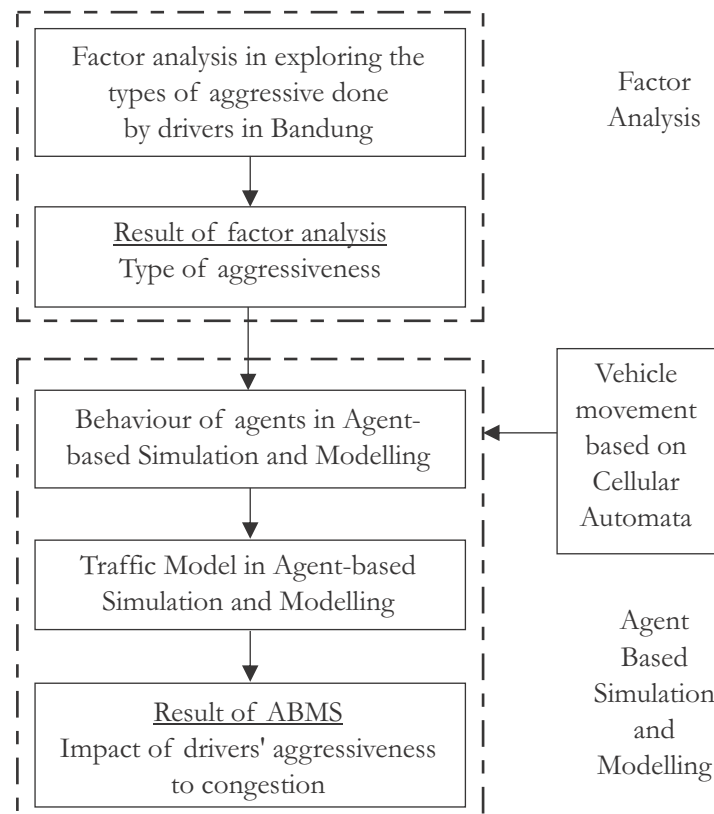 Factor analysis in exploring the
types of aggressive done
by drivers in Bandung
Factor
Analysis
Result of factor analysis
Type of aggressiveness
Behaviour of agents in Agent-
based Simulation and Modelling
Vehicle
movement
based on
Cellular
Automata
Traffic Model in Agent-based
Simulation and Modelling
Agent
Based
Simulation
and
Modelling
Result of ABMS
Impact of drivers' aggressiveness
to congestion